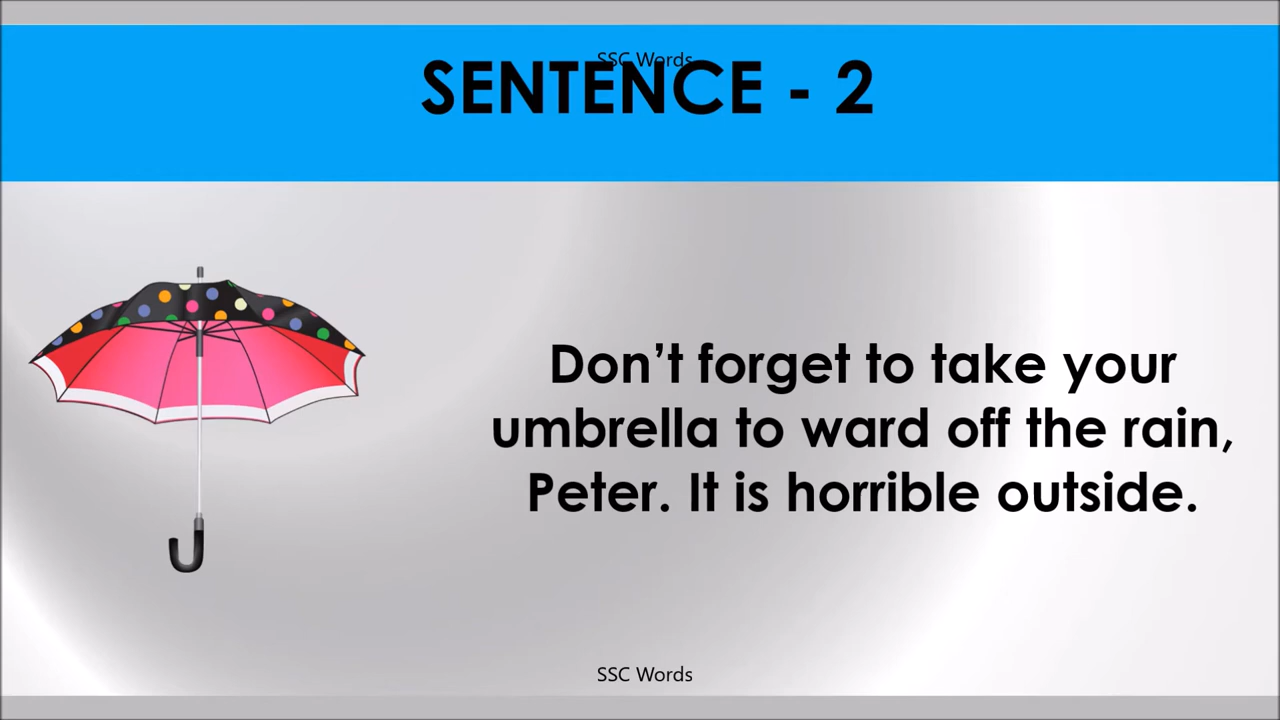 SSC Words
SENTENCE - 2
Don’t forget to take your
umbrella to ward off the rain,
Peter. It is horrible outside.
SSC Words